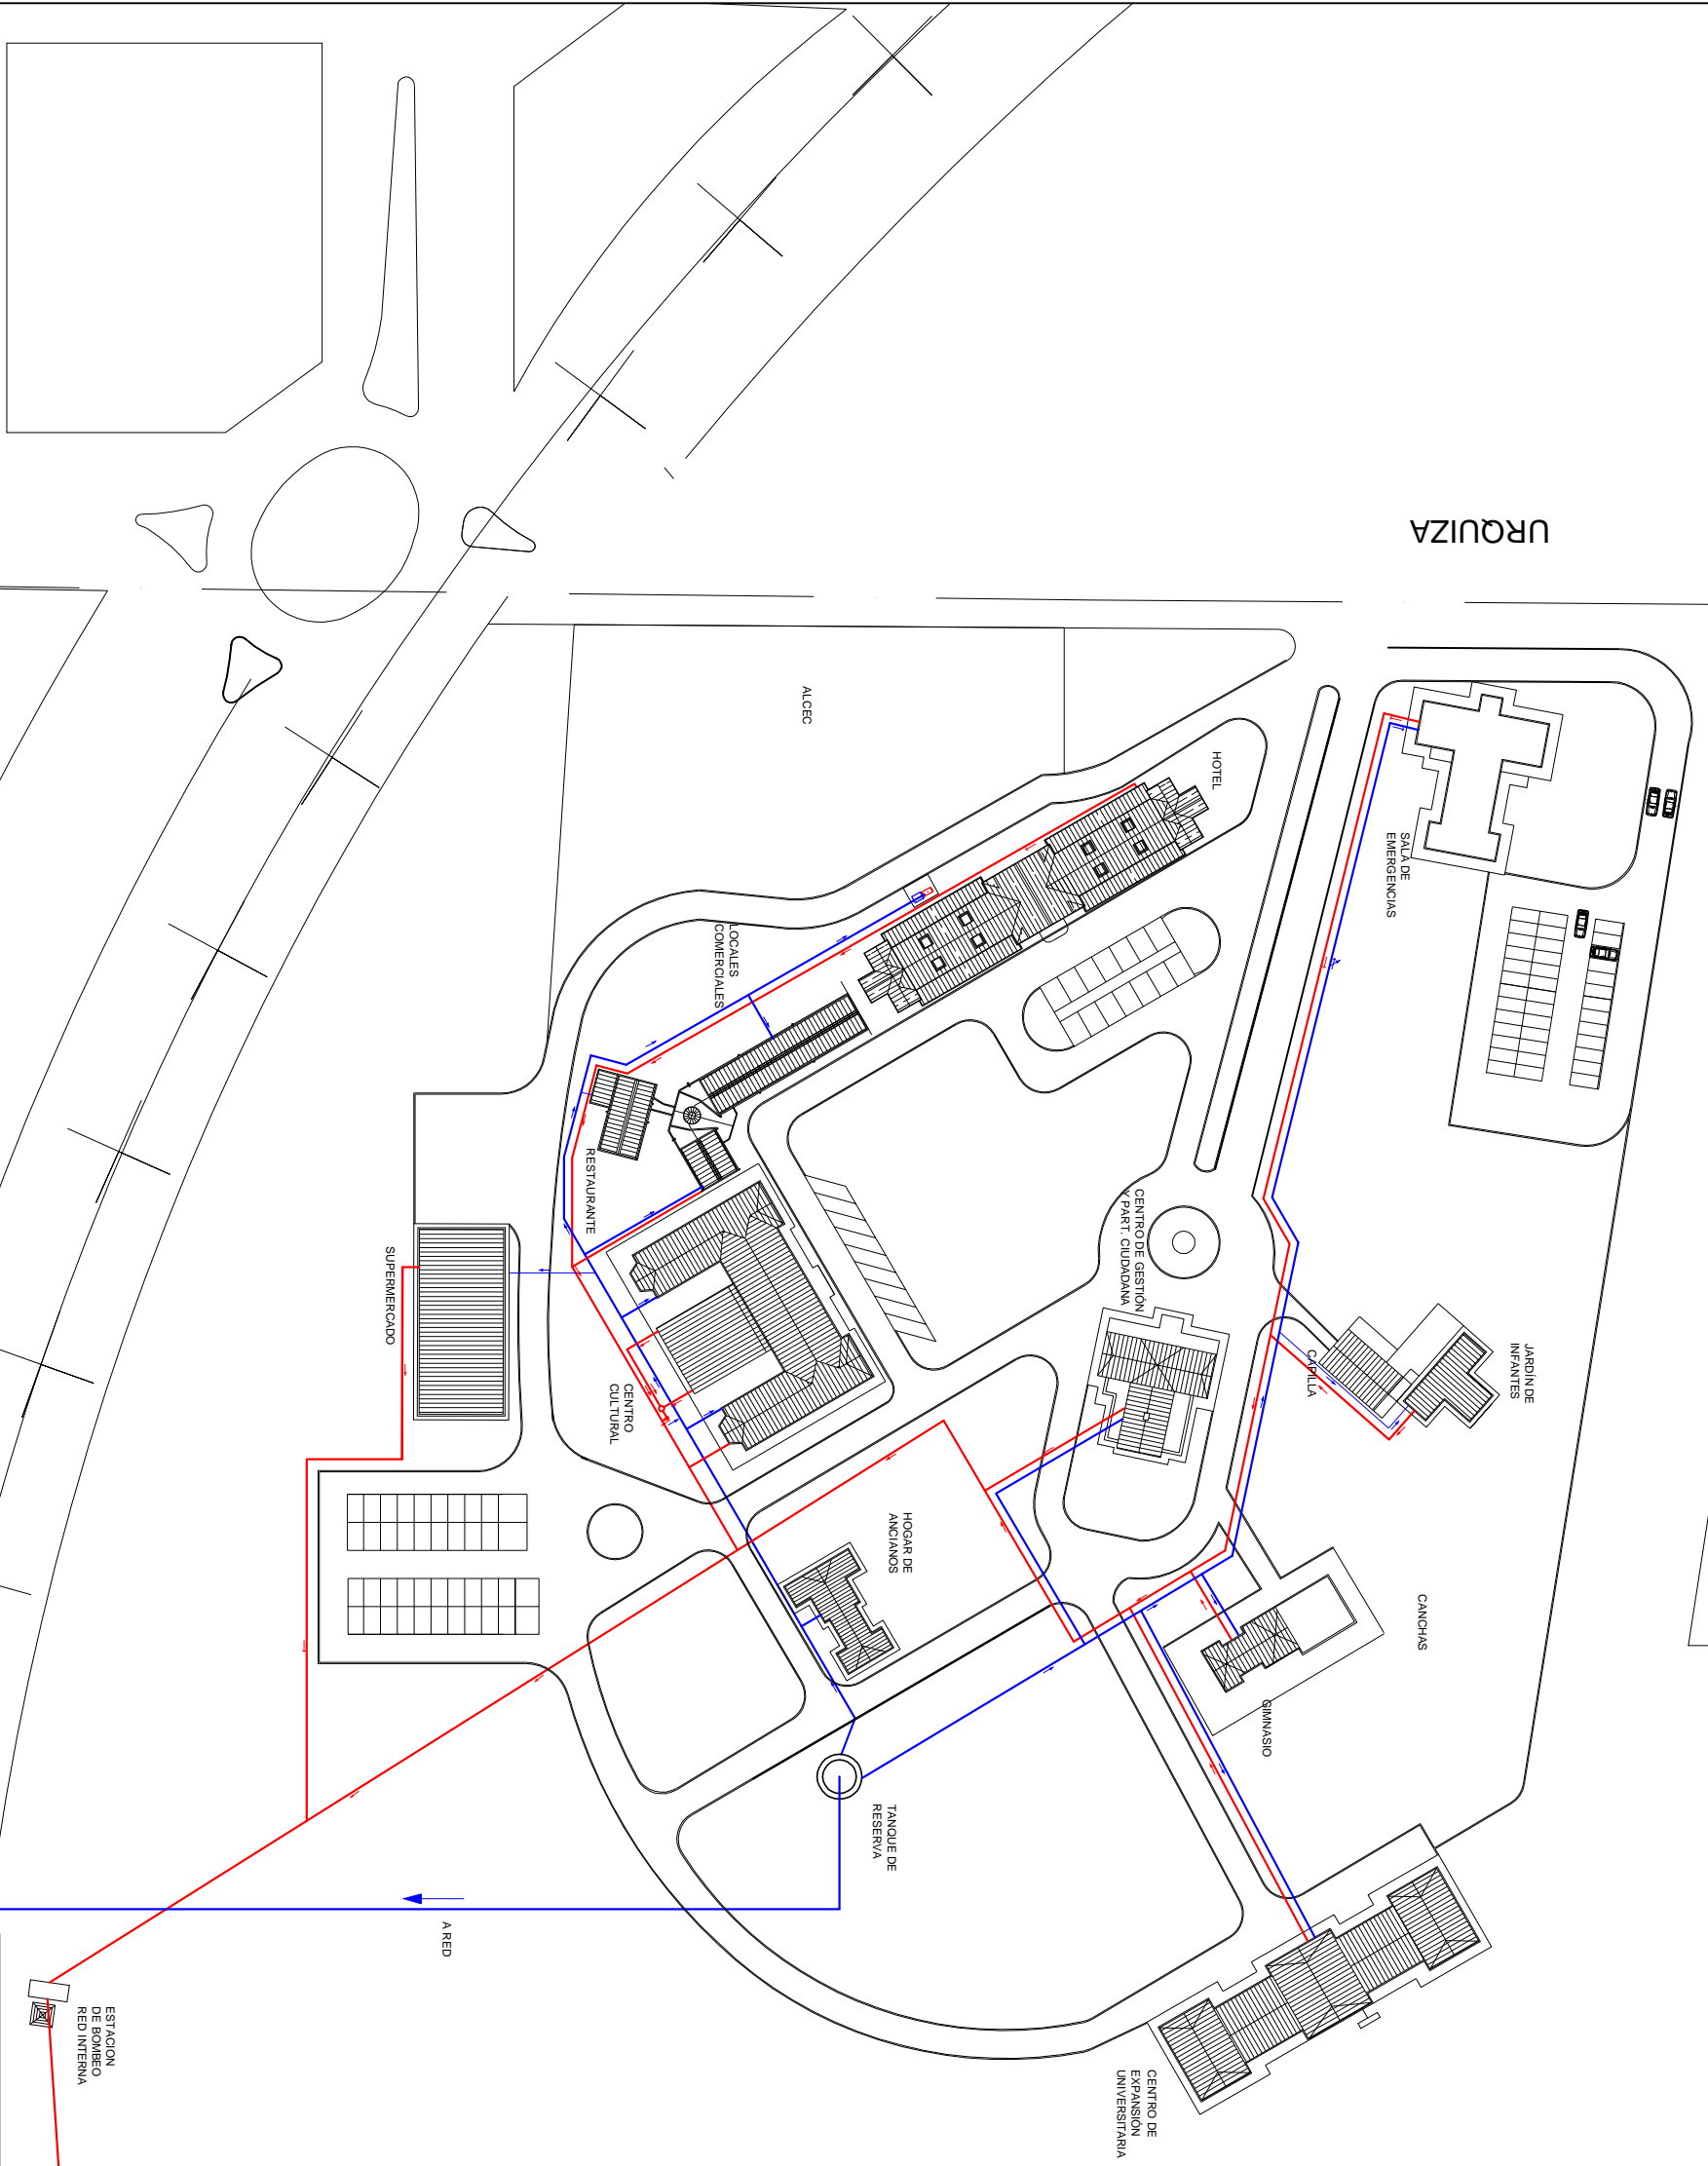 URQUIZA
ALCEC
HOTEL
SALA DE
EMERGENCIAS
LOCALES
COMERCIALES
RESTAURANTE
CENTRO DE GESTIÓN
Y PART. CIUDADANA
SUPERMERCADO
JARDÍN DE
INFANTES
CAPILLA
CENTRO
CULTURAL
HOGAR DE
ANCIANOS
CANCHAS
GIMNASIO
TANQUE DE
RESERVA
A RED
ESTACION
DE BOMBEO
RED INTERNA
CENTRO DE
EXPANSIÓN
UNIVERSITARIA